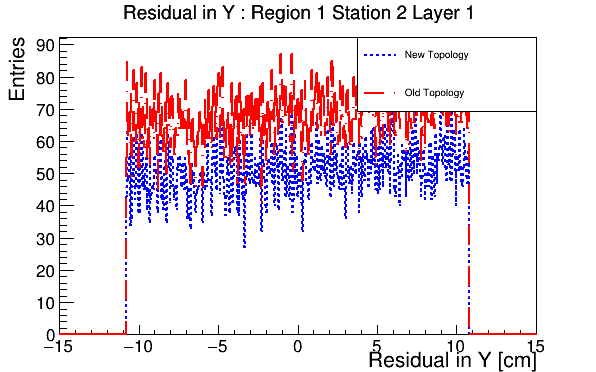 Residual in Y : Region 1 Station 2 Layer 1
Entries
90
80
70
60
50
40
30
20
10
0
New Topology
Old Topology
−15 −10 −5 0 5 10 15
Residual in Y [cm]